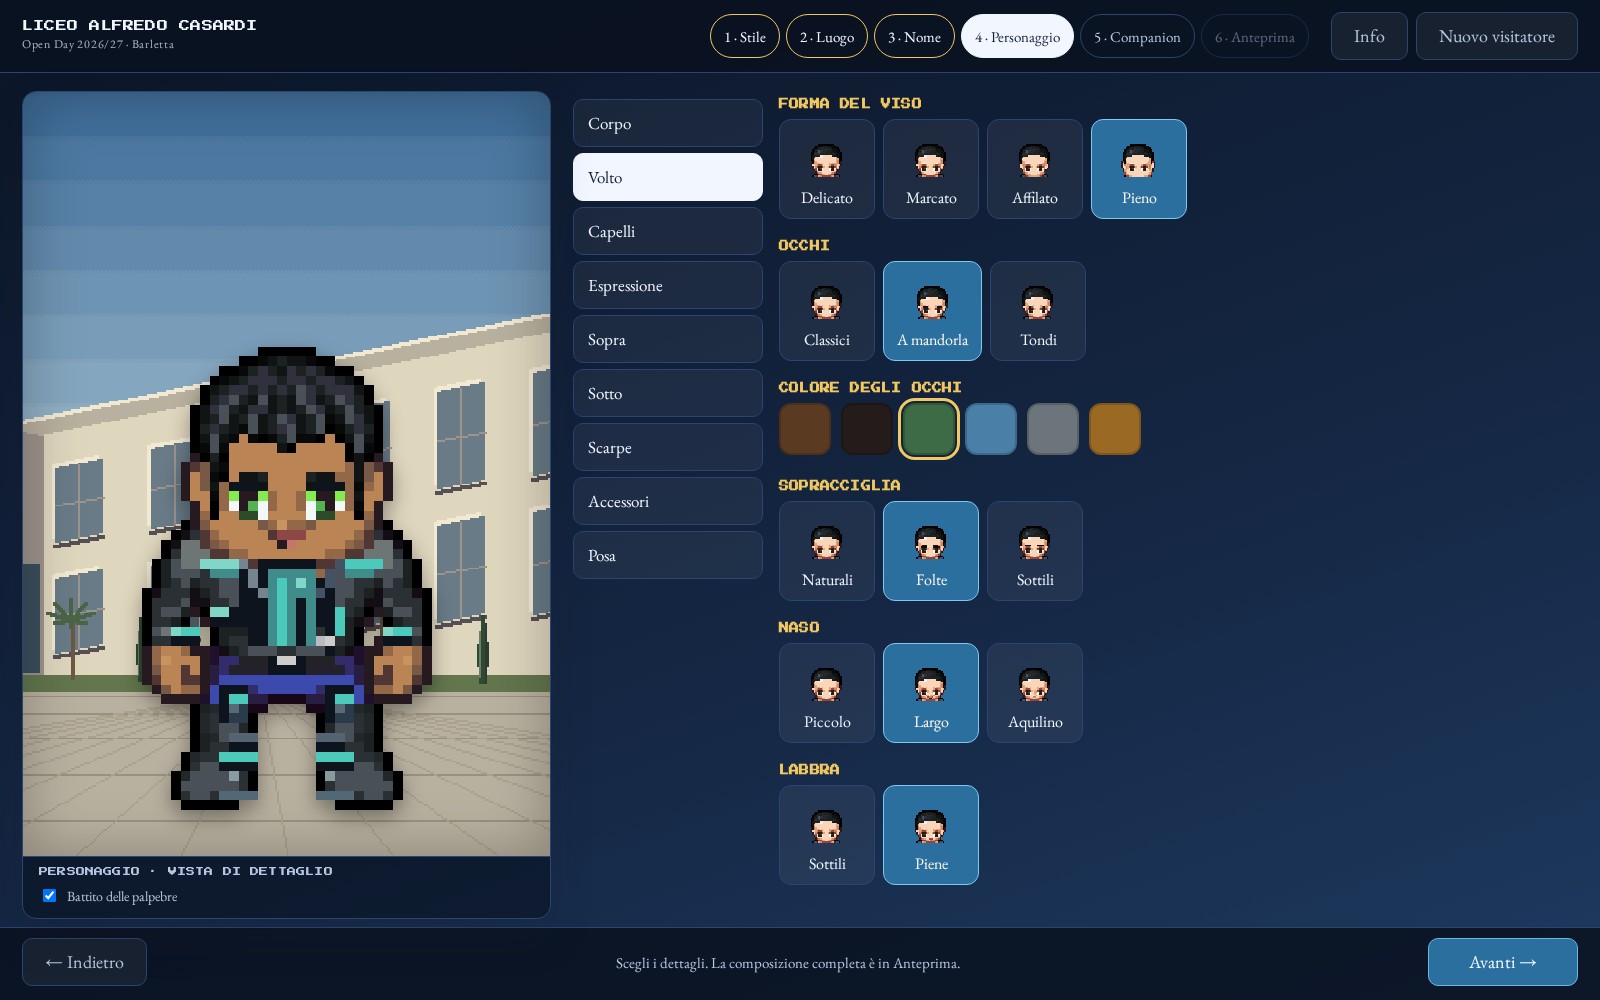 LICEO ALFREDO CASARDI
Open Day 2026/27 · Barletta
1 · Stile
2 · Luogo
3 · Nome
4 · Personaggio
5 · Companion
6 · Anteprima
Info
Nuovo visitatore
Corpo
Volto
Capelli
Espressione
Sopra
Sotto
Scarpe
Accessori
Posa
FORMA DEL VISO
Delicato
Marcato
Affilato
Pieno
OCCHI
Classici
A mandorla
Tondi
COLORE DEGLI OCCHI
SOPRACCIGLIA
Naturali
Folte
Sottili
NASO
Piccolo
Largo
Aquilino
LABBRA
Sottili
Piene
PERSONAGGIO · VISTA DI DETTAGLIO
Battito delle palpebre
← Indietro
Scegli i dettagli. La composizione completa è in Anteprima.
Avanti →